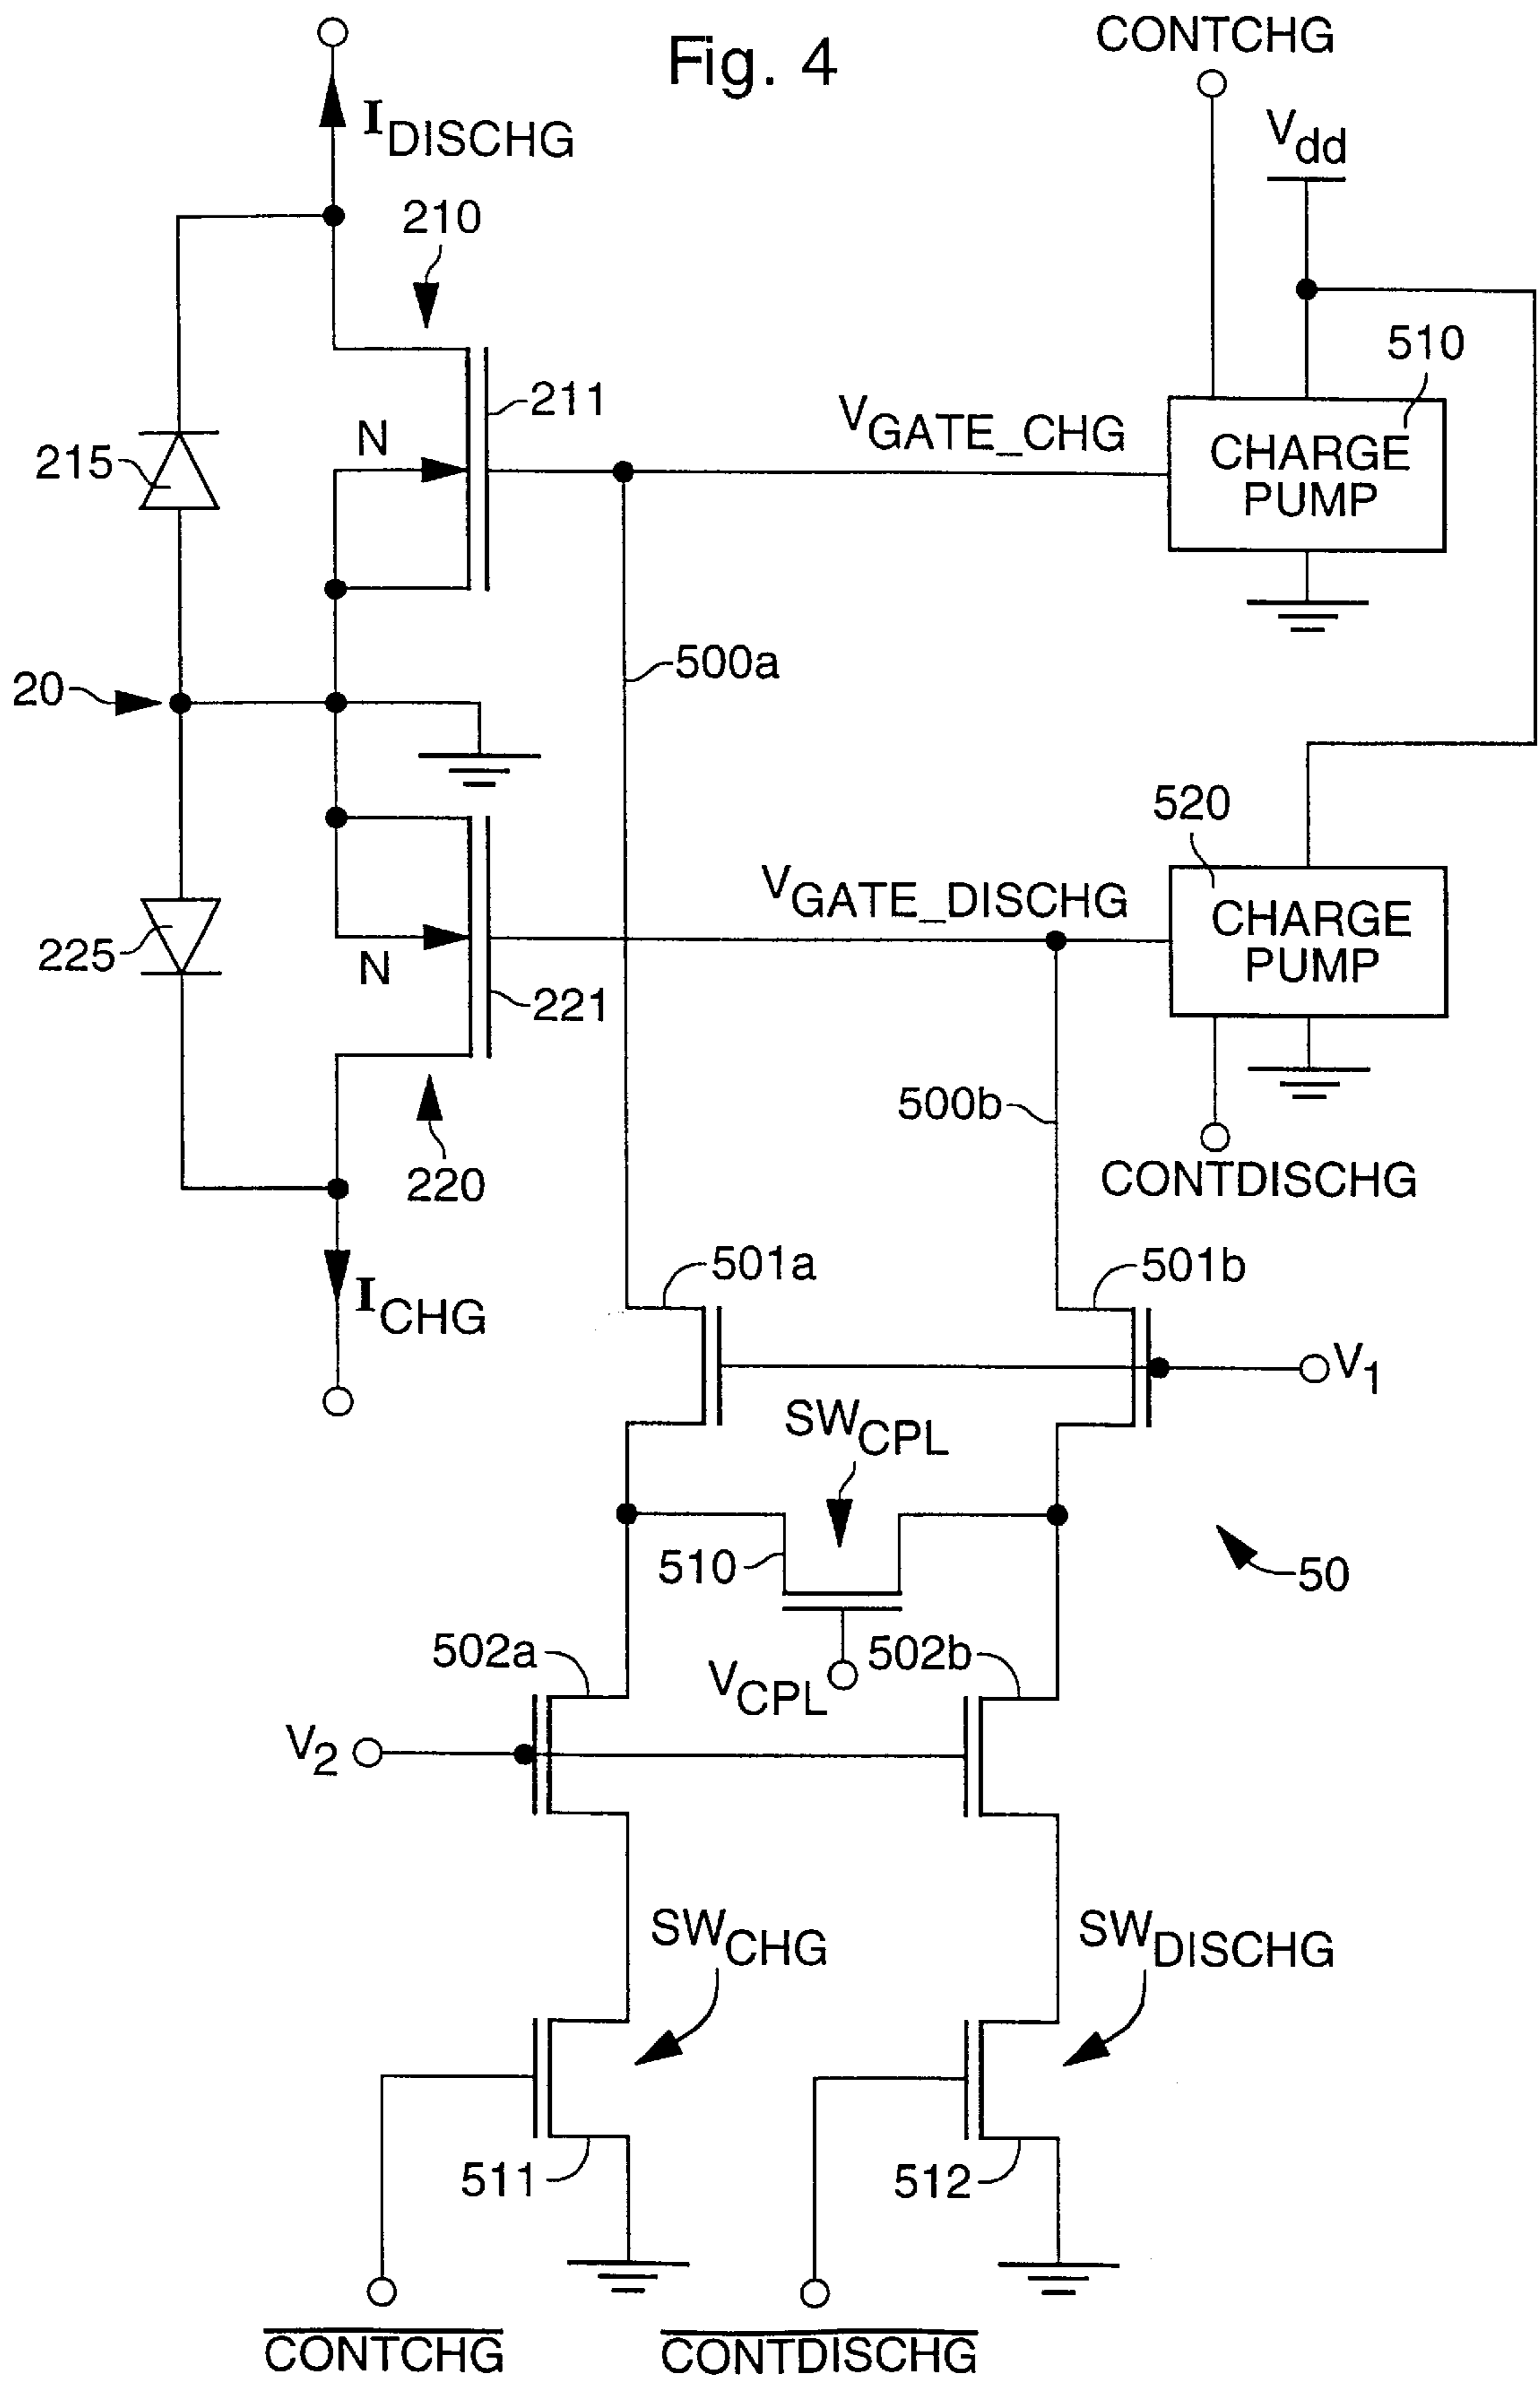 Fig. 4
CONTCHG
Vdd
IDISCHG
210
510
211
VGATE_CHG
CHARGE
PUMP
N
215
500a
20
520
VGATE_DISCHG
CHARGE
PUMP
225
N
221
500b
220
CONTDISCHG
501a
501b
ICHG
V1
SWCPL
510
50
502a
502b
VCPL
V2
SWCHG
SWDISCHG
511
512
CONTCHG
CONTDISCHG